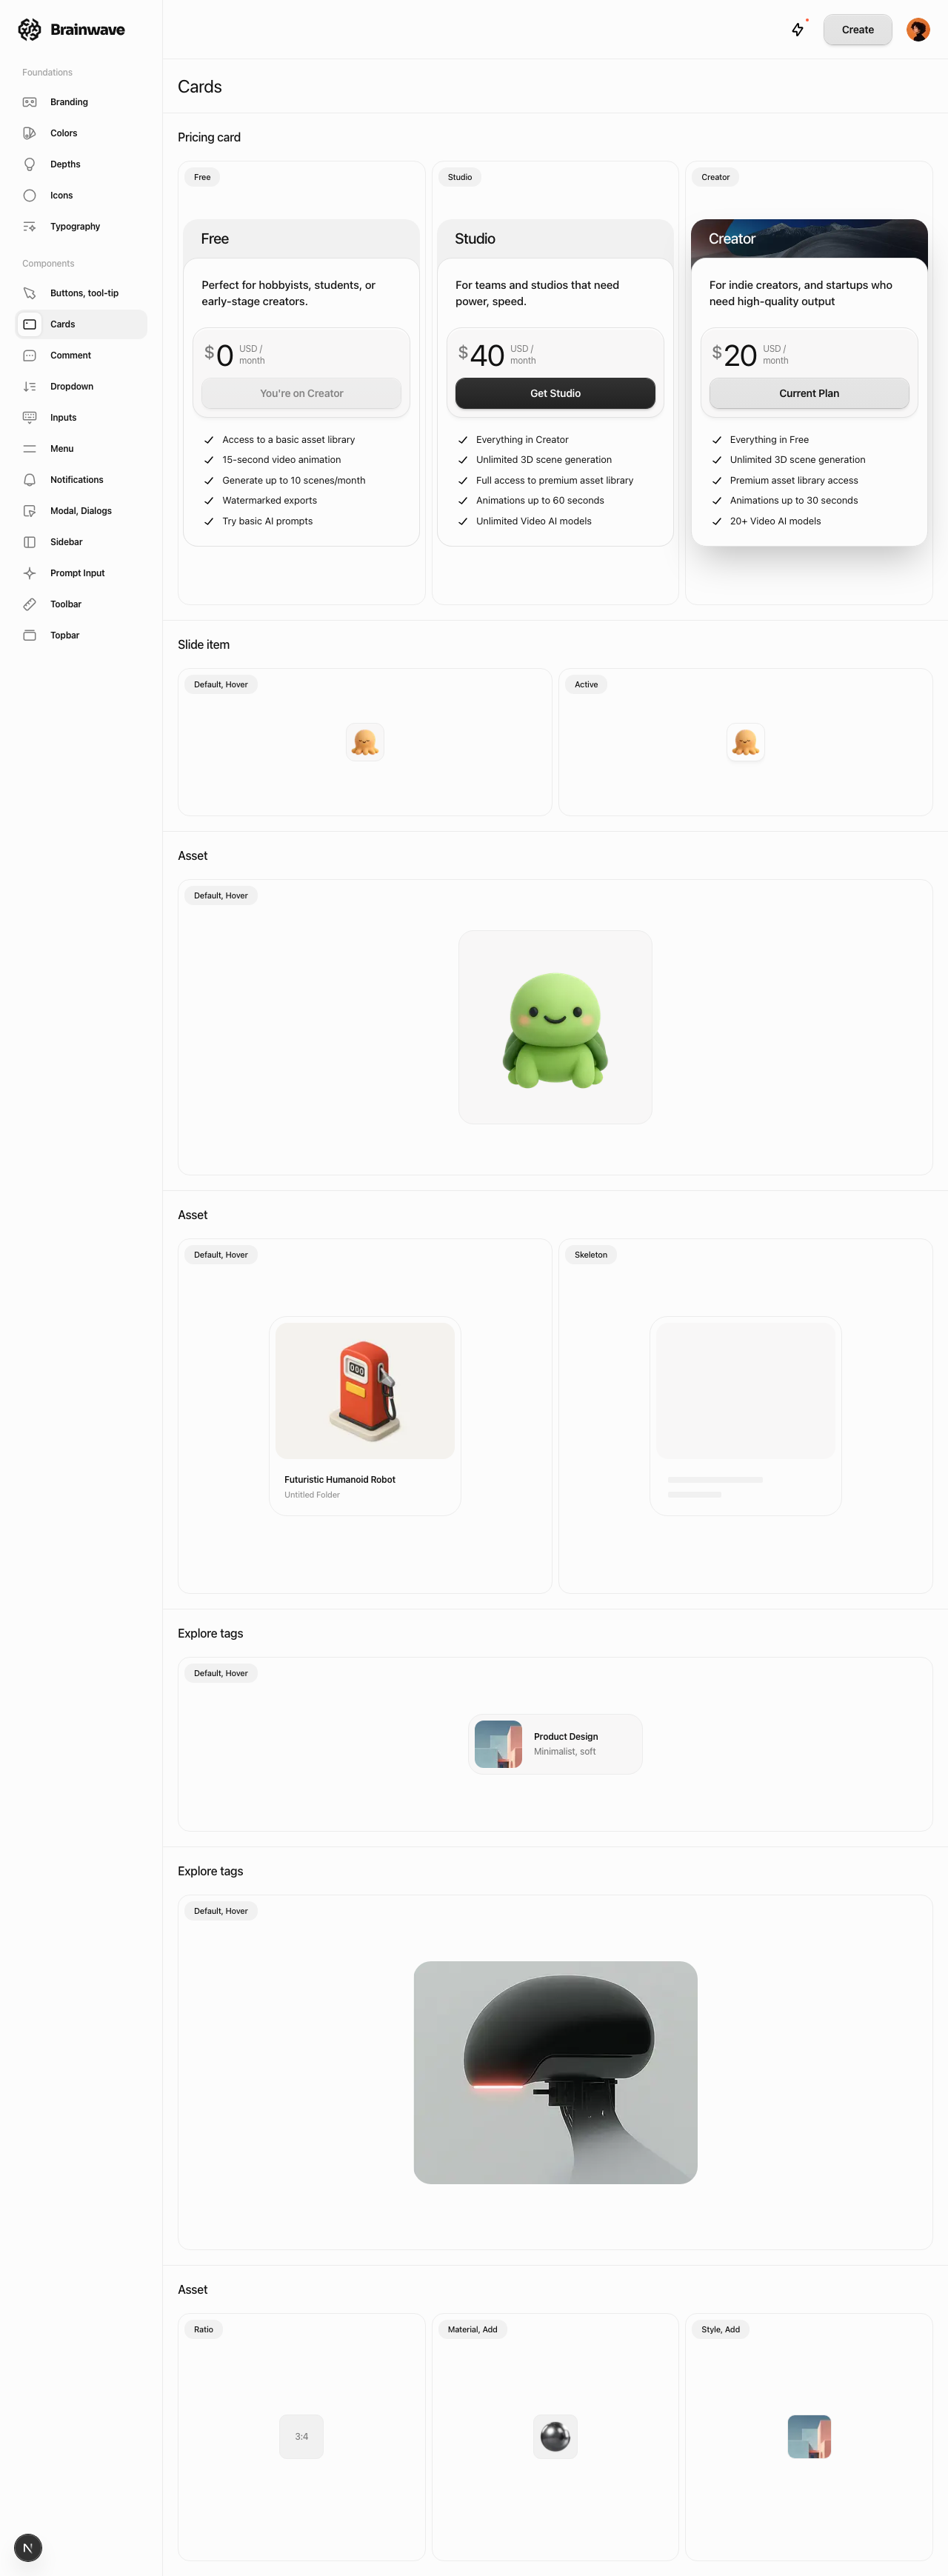 Brainwave
Create
Foundations
Branding
Colors
Depths
Icons
Typography
Components
Buttons, tool-tip
Cards
Comment
Dropdown
Inputs
Menu
Notifications
Modal, Dialogs
Sidebar
Prompt Input
Toolbar
Topbar
Cards
Pricing card
Free
Free
Perfect for hobbyists, students, or
early-stage creators.
$0 USD /
month
You're on Creator
Access to a basic asset library
15-second video animation
Generate up to 10 scenes/month
Watermarked exports
Try basic AI prompts
Studio
Studio
For teams and studios that need
power, speed.
$40 USD /
month
Get Studio
Everything in Creator
Unlimited 3D scene generation
Full access to premium asset library
Animations up to 60 seconds
Unlimited Video AI models
Creator
Creator
For indie creators, and startups who
need high-quality output
$20 USD /
month
Current Plan
Everything in Free
Unlimited 3D scene generation
Premium asset library access
Animations up to 30 seconds
20+ Video AI models
Slide item
Default, Hover
Active
Asset
Default, Hover
Asset
Default, Hover
000
Futuristic Humanoid Robot
Untitled Folder
Skeleton
Explore tags
Default, Hover
Product Design
Minimalist, soft
Explore tags
Default, Hover
Asset
Ratio
3:4
Material, Add
Style, Add
N